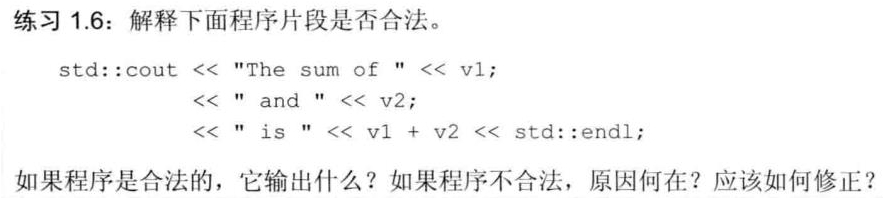 练习 1.6：解释下面程序片段是否合法。
std::cout << "The sum of " << v1;
<< " and " << v2;
<< " is " << v1 + v2 << std::endl;
如果程序是合法的，它输出什么？如果程序不合法，原因何在？应该如何修正？